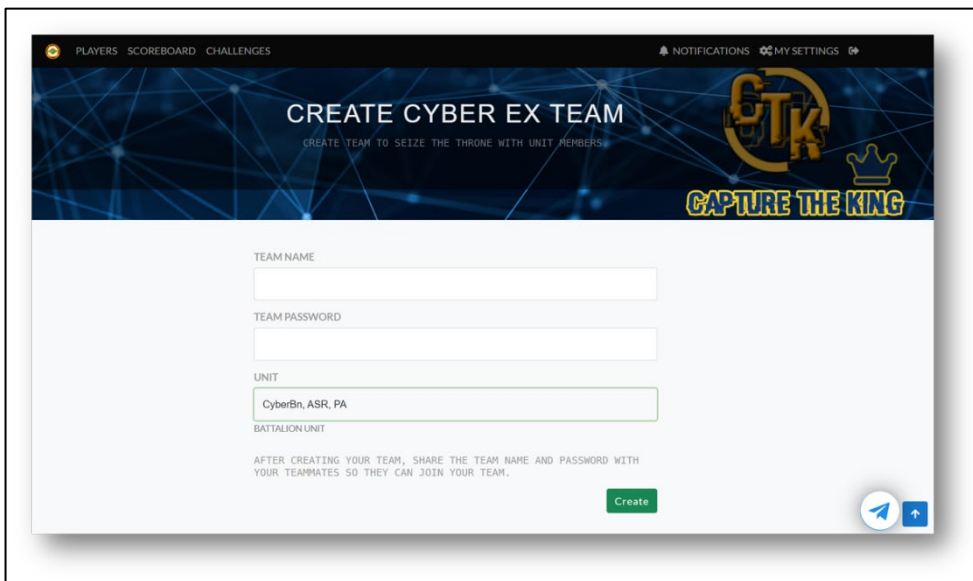 PLAYERS SCOREBOARD CHALLENGES
NOTIFICATIONS MY SETTINGS
CREATE CYBER EX TEAM
CREATE TEAM TO SEIZE THE THRONE WITH UNIT MEMBERS.
CTK
CAPTURE THE KING
TEAM NAME
TEAM PASSWORD
UNIT
CyberBn, ASR, PA
BATTALION UNIT
AFTER CREATING YOUR TEAM, SHARE THE TEAM NAME AND PASSWORD WITH
YOUR TEAMMATES SO THEY CAN JOIN YOUR TEAM.
Create